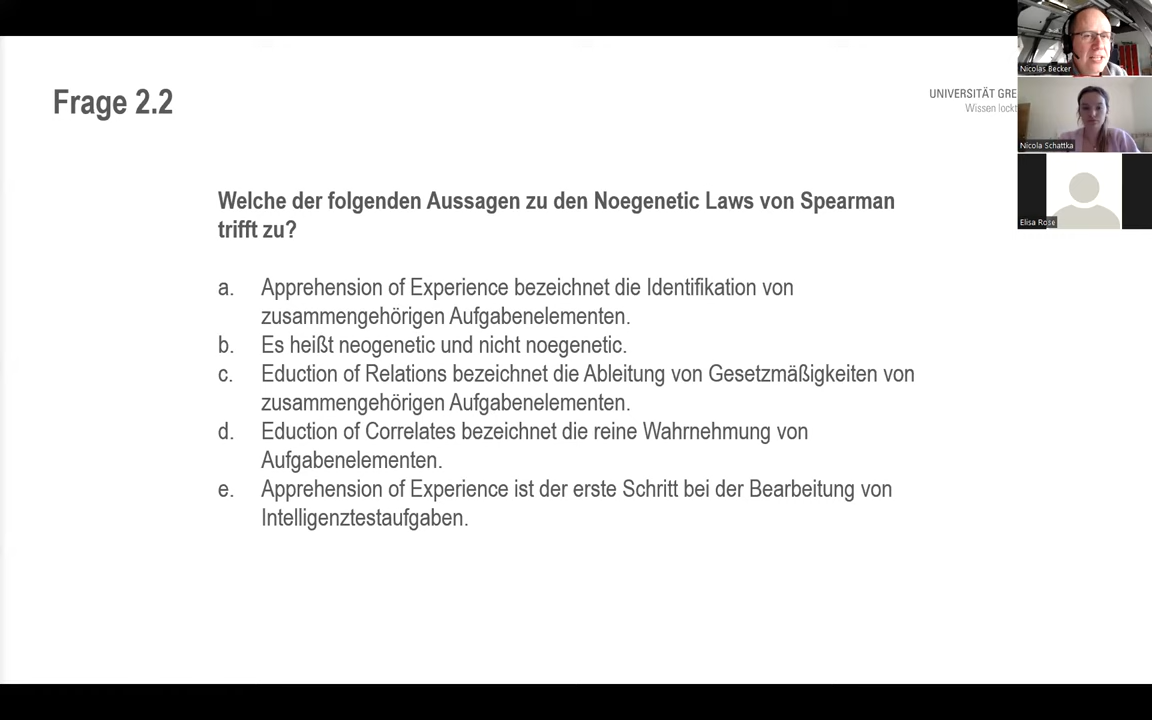 Frage 2.2
UNIVERSITÄT GRE
Wissen lockt
Welche der folgenden Aussagen zu den Noegenetic Laws von Spearman
trifft zu?
a. Apprehension of Experience bezeichnet die Identifikation von
zusammengehörigen Aufgabenelementen.
b. Es heißt neogenetic und nicht noegenetic.
c. Eduction of Relations bezeichnet die Ableitung von Gesetzmäßigkeiten von
zusammengehörigen Aufgabenelementen.
d. Eduction of Correlates bezeichnet die reine Wahrnehmung von
Aufgabenelementen.
e. Apprehension of Experience ist der erste Schritt bei der Bearbeitung von
Intelligenztestaufgaben.
Nicolas Becker
Nicola Schattka
Elisa Rose